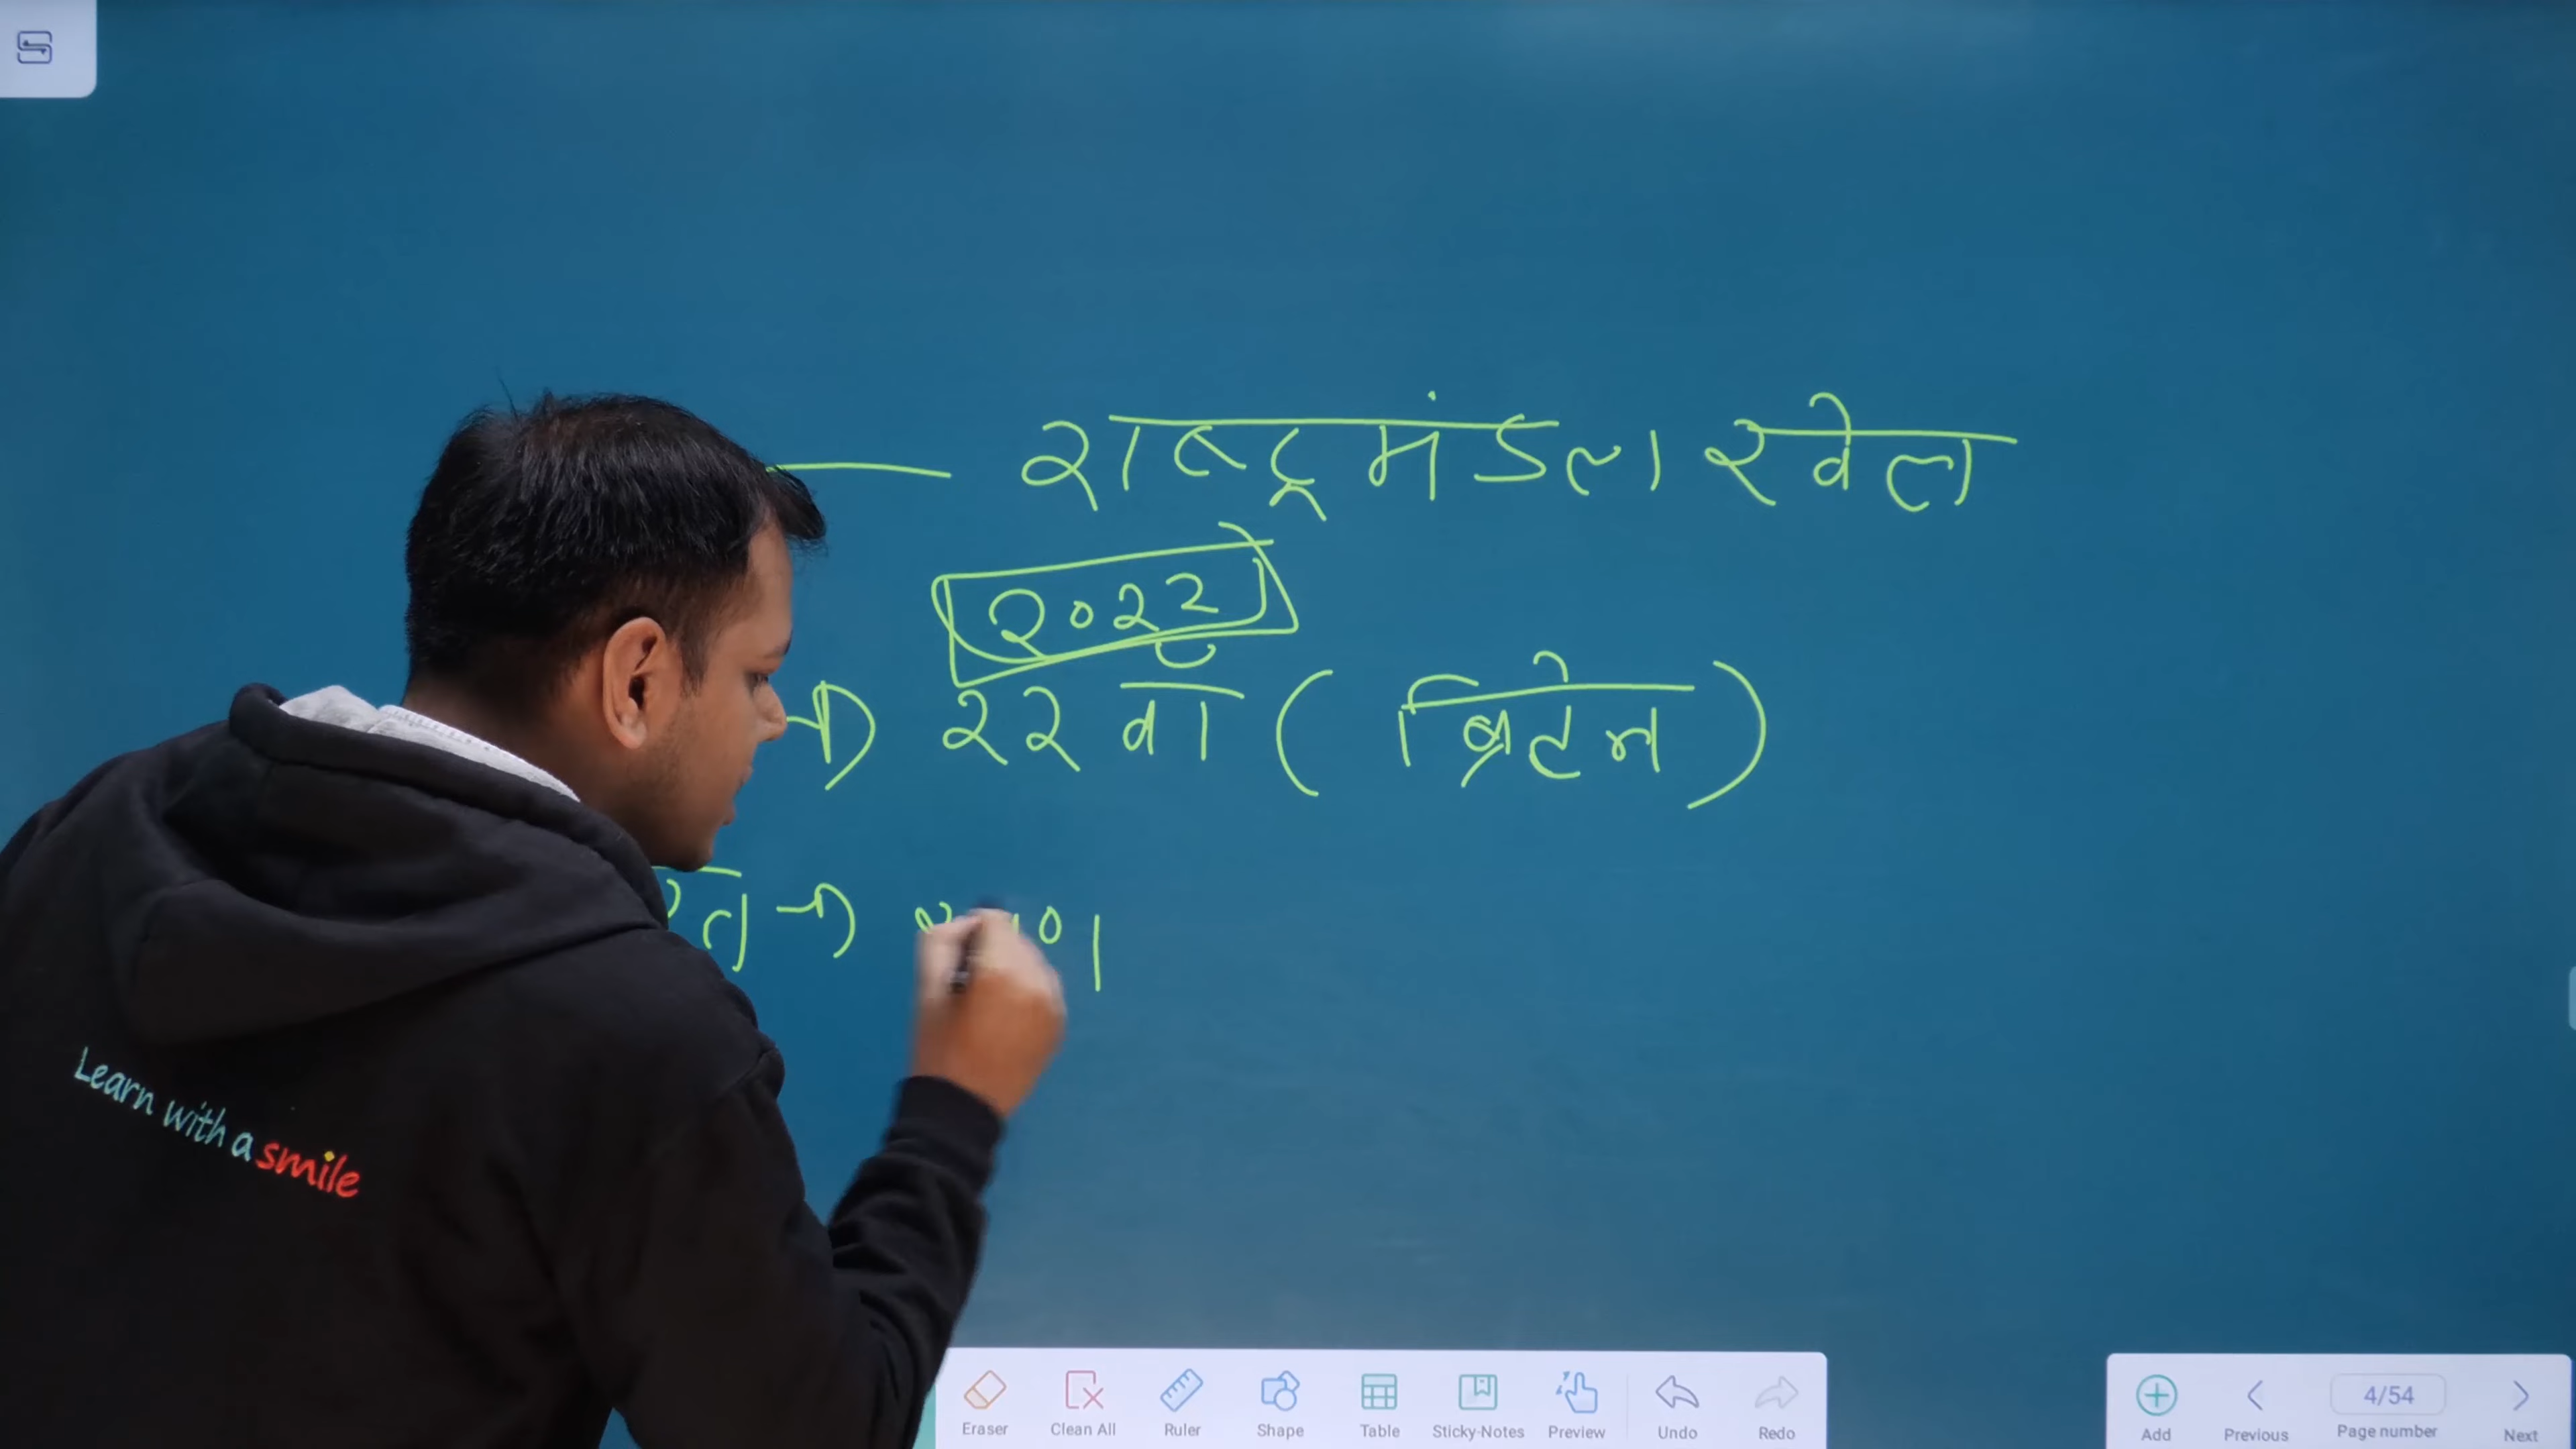 राष्ट्रमंडल खेल
2022
22 वाँ ( ब्रिटेन )
Learn with a smile
Eraser Clean All Ruler Shape Table Sticky-Notes Preview Undo Redo
Add Previous 4/54 Page number Next